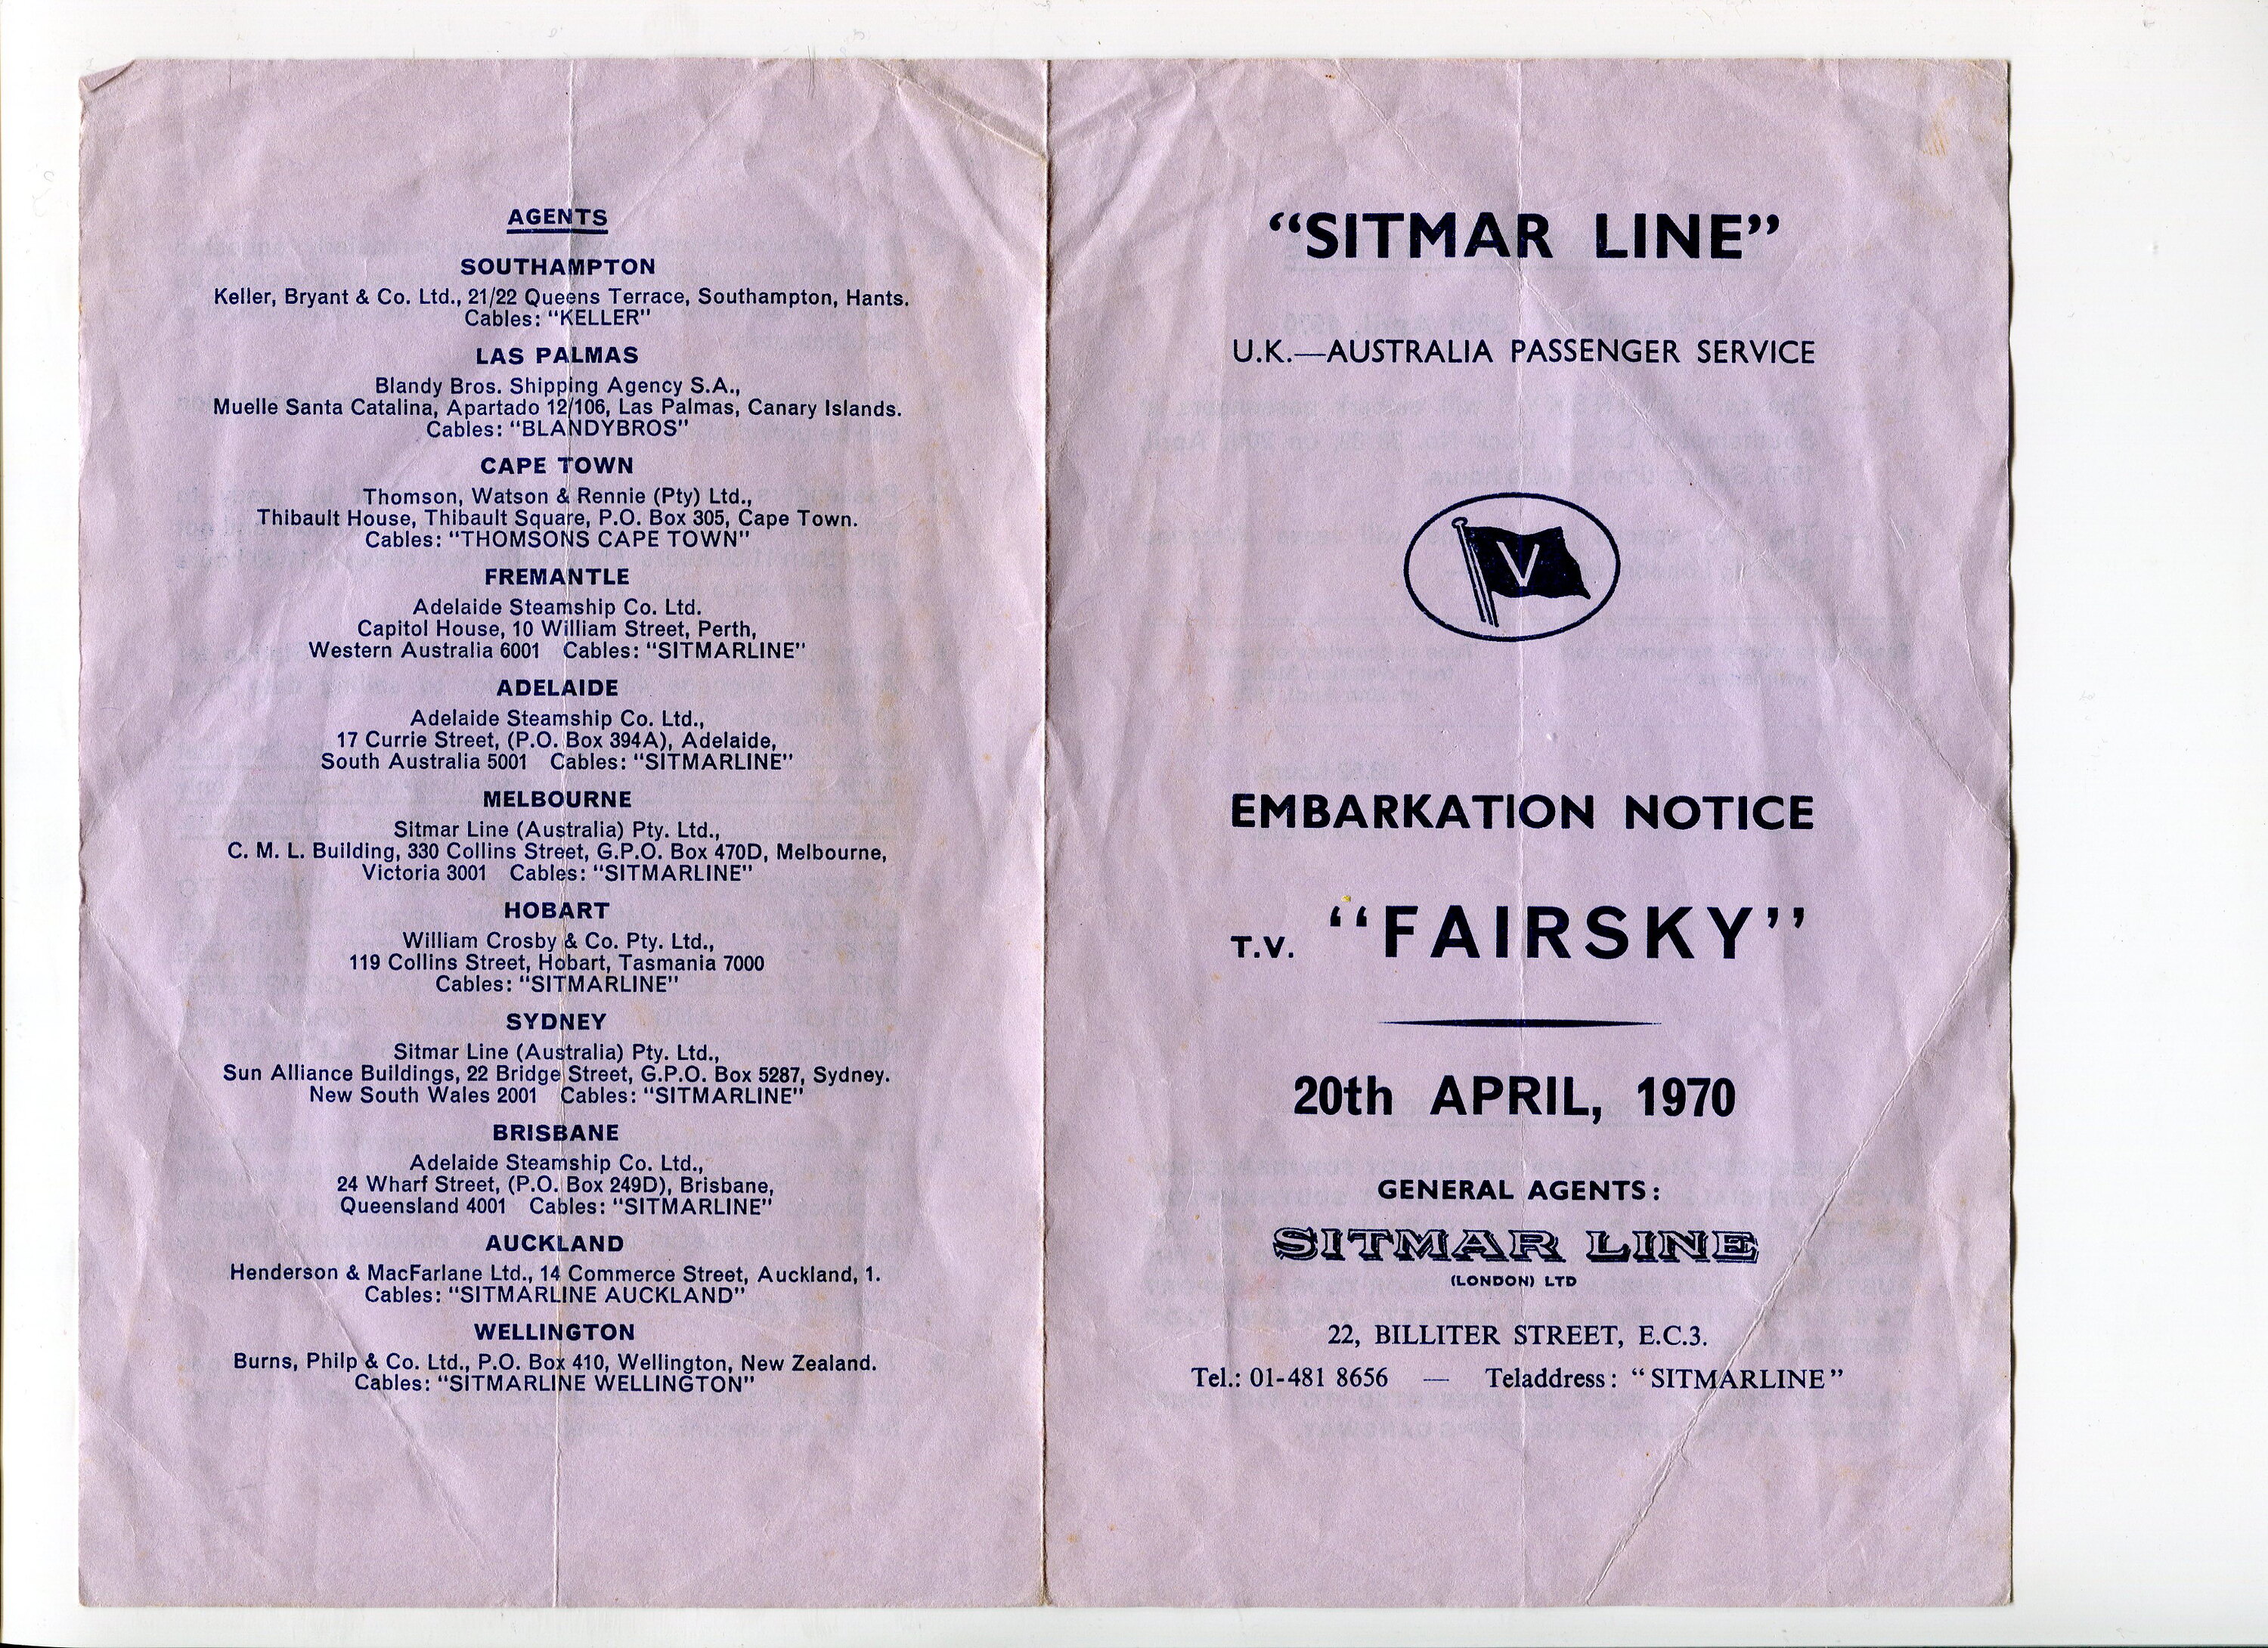 AGENTS
SOUTHAMPTON
Keller, Bryant & Co. Ltd., 21/22 Queens Terrace, Southampton, Hants.
Cables: "KELLER"
LAS PALMAS
Blandy Bros. Shipping Agency S.A.,
Muelle Santa Catalina, Apartado 12/106, Las Palmas, Canary Islands.
Cables: "BLANDYBROS"
CAPE TOWN
Thomson, Watson & Rennie (Pty) Ltd.,
Thibault House, Thibault Square, P.O. Box 305, Cape Town.
Cables: "THOMSONS CAPE TOWN"
FREMANTLE
Adelaide Steamship Co. Ltd.
Capitol House, 10 William Street, Perth,
Western Australia 6001 Cables: "SITMARLINE"
ADELAIDE
Adelaide Steamship Co. Ltd.,
17 Currie Street, (P.O. Box 394A), Adelaide,
South Australia 5001 Cables: "SITMARLINE"
MELBOURNE
Sitmar Line (Australia) Pty. Ltd.,
C. M. L. Building, 330 Collins Street, G.P.O. Box 470D, Melbourne,
Victoria 3001 Cables: "SITMARLINE"
HOBART
William Crosby & Co. Pty. Ltd.,
119 Collins Street, Hobart, Tasmania 7000
Cables: "SITMARLINE"
SYDNEY
Sitmar Line (Australia) Pty. Ltd.,
Sun Alliance Buildings, 22 Bridge Street, G.P.O. Box 5287, Sydney.
New South Wales 2001 Cables: "SITMARLINE"
BRISBANE
Adelaide Steamship Co. Ltd.,
24 Wharf Street, (P.O. Box 249D), Brisbane,
Queensland 4001 Cables: "SITMARLINE"
AUCKLAND
Henderson & MacFarlane Ltd., 14 Commerce Street, Auckland, 1.
Cables: "SITMARLINE AUCKLAND"
WELLINGTON
Burns, Philp & Co. Ltd., P.O. Box 410, Wellington, New Zealand.
Cables: "SITMARLINE WELLINGTON"
"SITMAR LINE"
U.K.—AUSTRALIA PASSENGER SERVICE
V
EMBARKATION NOTICE
T.V. "FAIRSKY"
20th APRIL, 1970
GENERAL AGENTS:
SITMAR LINE
(LONDON) LTD
22, BILLITER STREET, E.C.3.
Tel.: 01-481 8656 — Teladdress: "SITMARLINE"